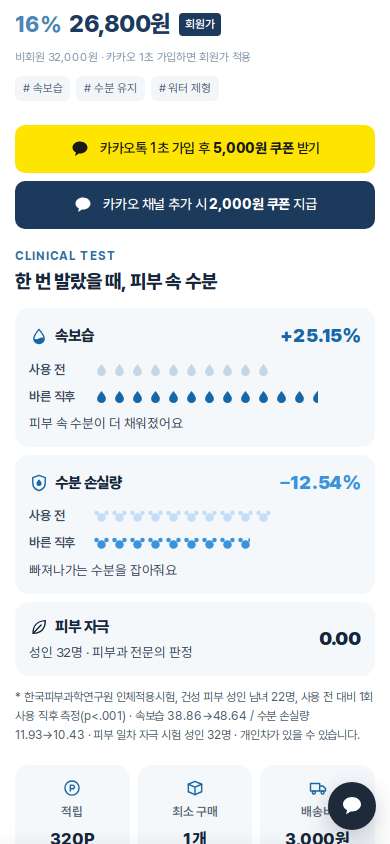 16% 26,800원 회원가
비회원 32,000원 · 카카오 1초 가입하면 회원가 적용
# 속보습 # 수분 유지 # 워터 제형
카카오톡 1초 가입 후 5,000원 쿠폰 받기
카카오 채널 추가 시 2,000원 쿠폰 지급
CLINICAL TEST
한 번 발랐을 때, 피부 속 수분
속보습 +25.15%
사용 전
바른 직후
피부 속 수분이 더 채워졌어요
수분 손실량 −12.54%
사용 전
바른 직후
빠져나가는 수분을 잡아줘요
피부 자극 0.00
성인 32명 · 피부과 전문의 판정
* 한국피부과학연구원 인체적용시험, 건성 피부 성인 남녀 22명, 사용 전 대비 1회
사용 직후 측정(p<.001) · 속보습 38.86→48.64 / 수분 손실량
11.93→10.43 · 피부 일차 자극 시험 성인 32명 · 개인차가 있을 수 있습니다.
적립 최소 구매
320P 1개 3,000원